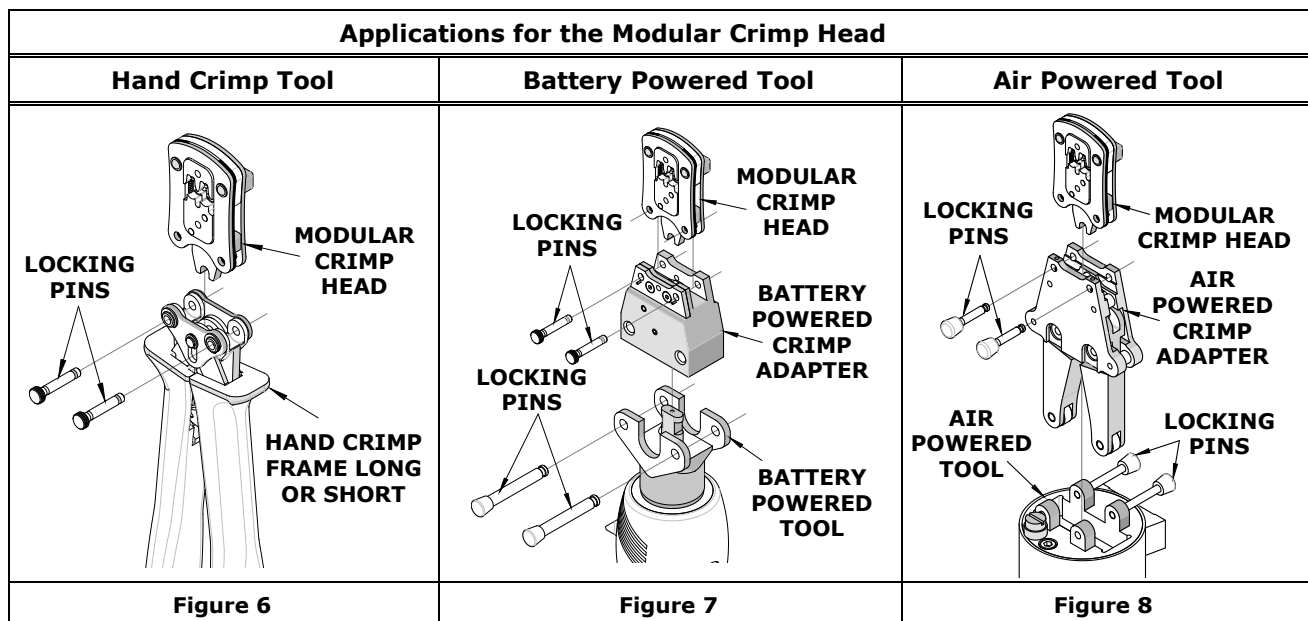 Applications for the Modular Crimp Head
Hand Crimp Tool
Battery Powered Tool
Air Powered Tool
MODULAR
CRIMP
HEAD
LOCKING
PINS
HAND CRIMP
FRAME LONG
OR SHORT
MODULAR
CRIMP
HEAD
LOCKING
PINS
BATTERY
POWERED
CRIMP
ADAPTER
LOCKING
PINS
BATTERY
POWERED
TOOL
LOCKING
PINS
MODULAR
CRIMP HEAD
AIR
POWERED
CRIMP
ADAPTER
AIR
POWERED
TOOL
LOCKING
PINS
Figure 6
Figure 7
Figure 8